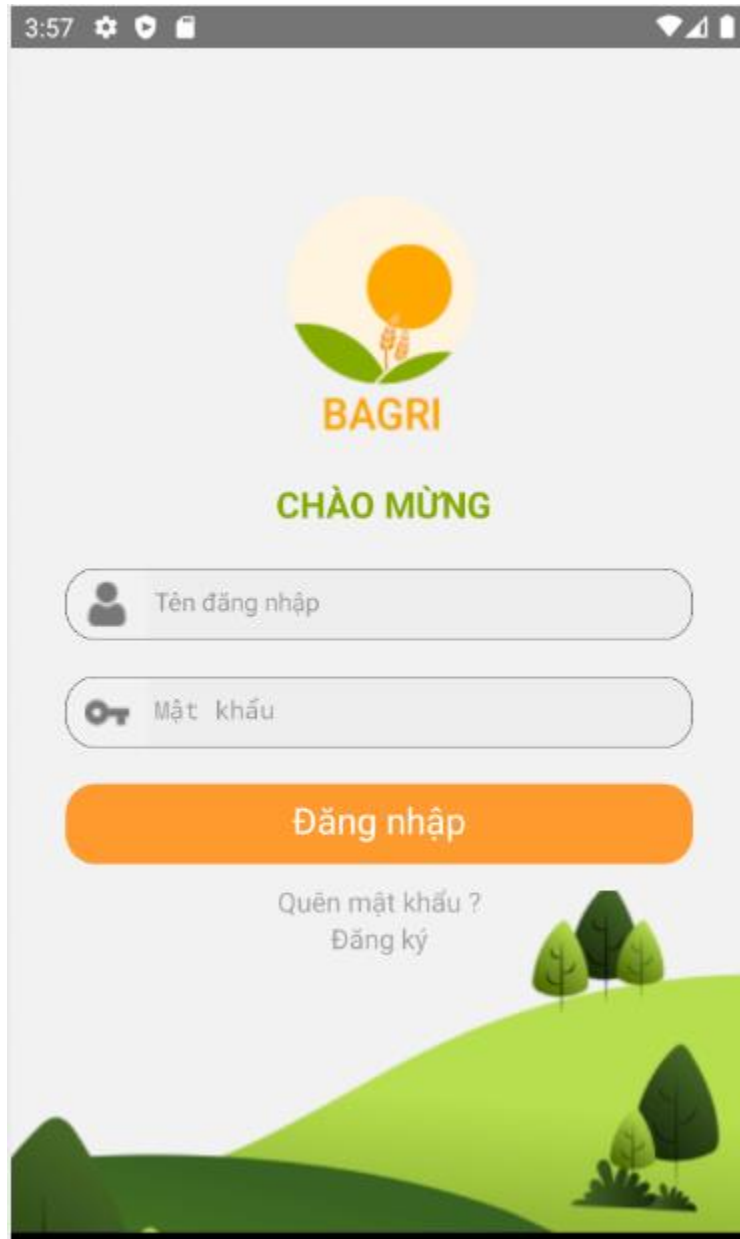 3:57
BAGRI
CHÀO MỪNG
Tên đăng nhập
Mật khẩu
Đăng nhập
Quên mật khẩu ?
Đăng ký